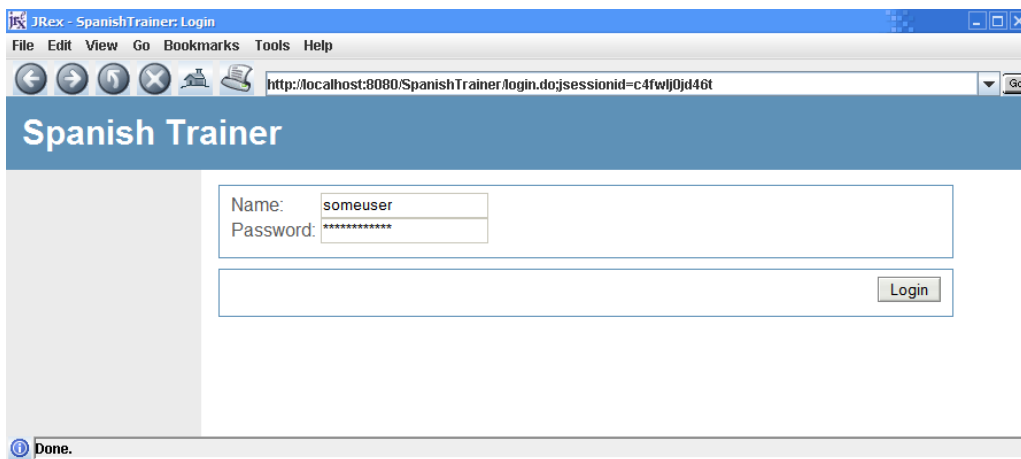 JRex - SpanishTrainer: Login
File Edit View Go Bookmarks Tools Help
http://localhost:8080/SpanishTrainer/login.do;jsessionid=c4fwlj0jd46t
Spanish Trainer
Name: someuser
Password: ************
Login
Done.